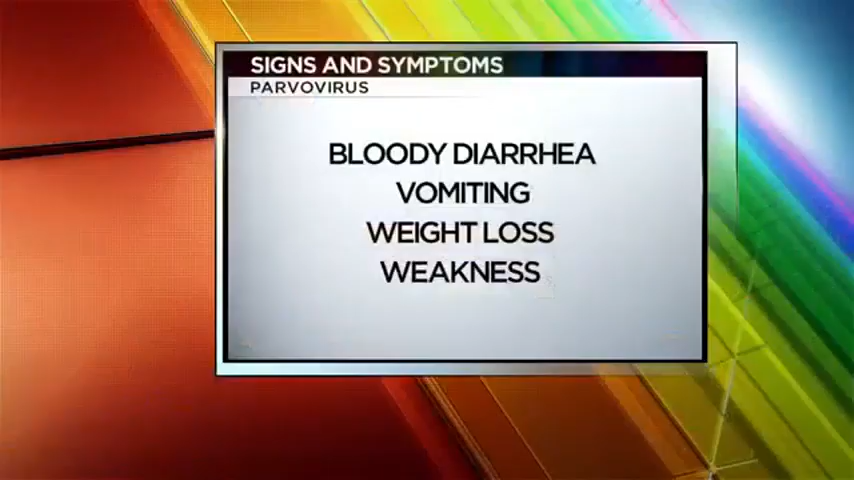 SIGNS AND SYMPTOMS
PARVOVIRUS
BLOODY DIARRHEA
VOMITING
WEIGHT LOSS
WEAKNESS